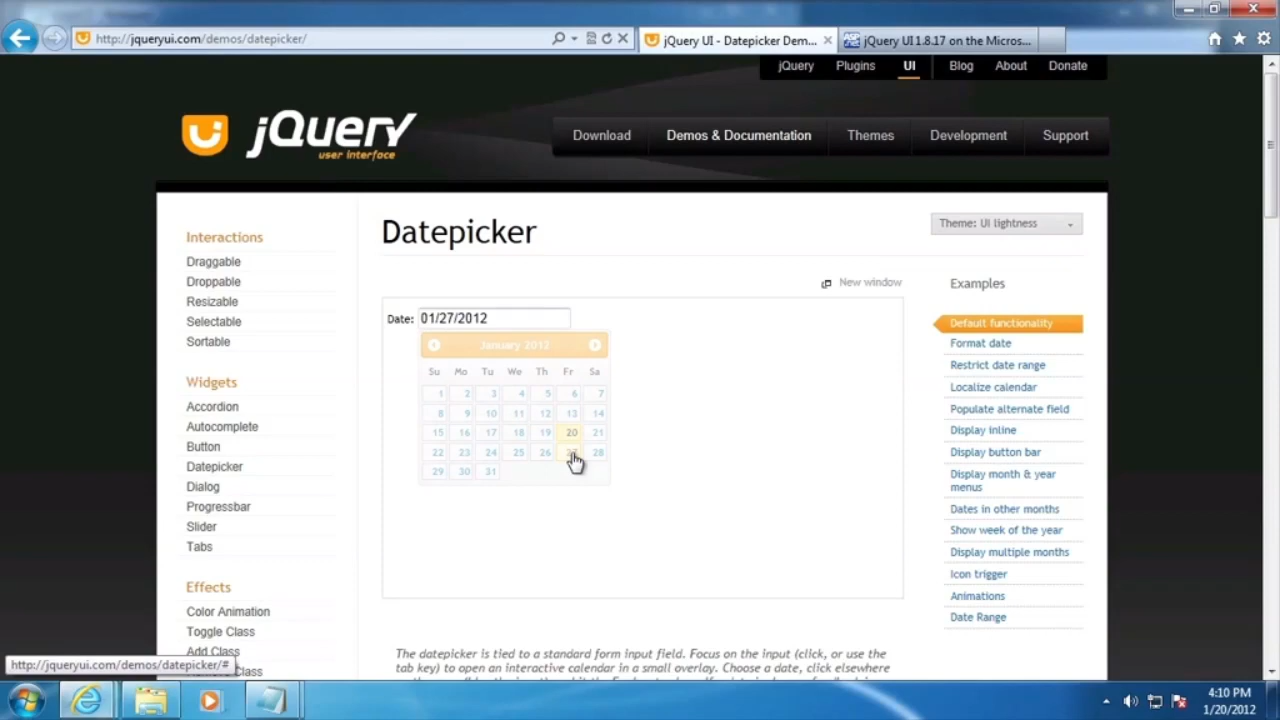 http://jqueryui.com/demos/datepicker/
jQuery UI - Datepicker Dem...
jQuery UI 1.8.17 on the Micros...
jQuery
Plugins
UI
Blog
About
Donate
jQuery
user interface
Download
Demos & Documentation
Themes
Development
Support
Interactions
Draggable
Droppable
Resizable
Selectable
Sortable
Widgets
Accordion
Autocomplete
Button
Datepicker
Dialog
Progressbar
Slider
Tabs
Effects
Color Animation
Toggle Class
Add Class
Class
Datepicker
Theme: UI lightness
New window
Date: 01/27/2012
January 2012
Su Mo Tu We Th Fr Sa
1 2 3 4 5 6 7
8 9 10 11 12 13 14
15 16 17 18 19 20 21
22 23 24 25 26 28
29 30 31
The datepicker is tied to a standard form input field. Focus on the input (click, or use the
tab key) to open an interactive calendar in a small overlay. Choose a date, click elsewhere
Examples
Default functionality
Format date
Restrict date range
Localize calendar
Populate alternate field
Display inline
Display button bar
Display month & year
menus
Dates in other months
Show week of the year
Display multiple months
Icon trigger
Animations
Date Range
http://jqueryui.com/demos/datepicker/#
4:10 PM
1/20/2012